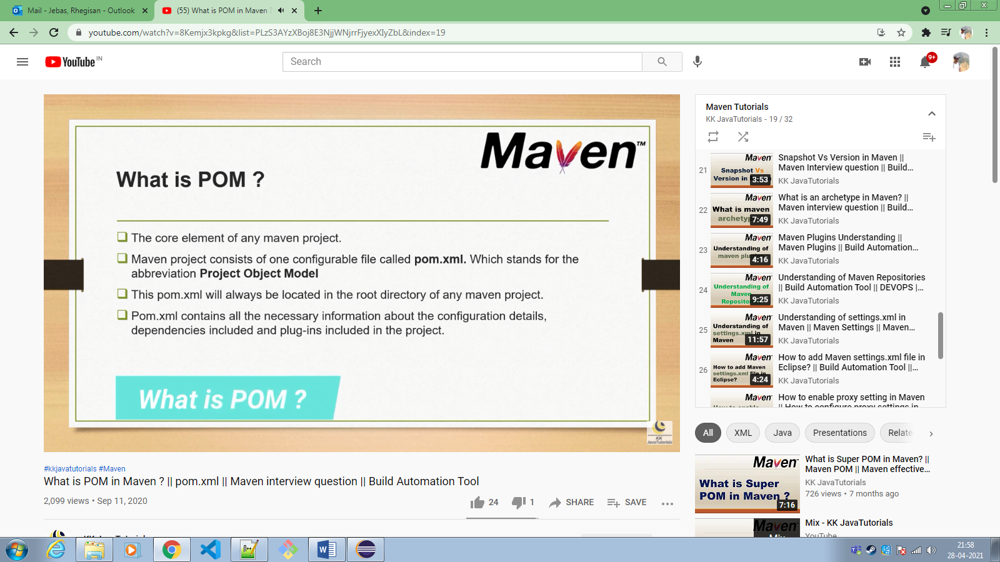 Mail - Jebas, Rhegisan - Outlook
(55) What is POM in Maven ?
youtube.com/watch?v=8Kemjx3kpkg&list=PLzS3AYzXBoj8E3NjjWNjrrFjyexXIyZbL&index=19
YouTube IN
Search
9+
Maven™
What is POM ?
The core element of any maven project.
Maven project consists of one configurable file called pom.xml. Which stands for the
abbreviation Project Object Model
This pom.xml will always be located in the root directory of any maven project.
Pom.xml contains all the necessary information about the configuration details,
dependencies included and plug-ins included in the project.
What is POM ?
KK
JavaTutorials
#kkjavatutorials #Maven
What is POM in Maven ? || pom.xml || Maven interview question || Build Automation Tool
2,099 views • Sep 11, 2020
24
1
SHARE
SAVE
Maven Tutorials
KK JavaTutorials - 19 / 32
21
Maven
Snapshot Vs
Version in
3:53
Snapshot Vs Version in Maven ||
Maven Interview question || Build...
KK JavaTutorials
22
Maven
What is maven
archetyp
7:49
What is an archetype in Maven? ||
Maven interview question || Build...
KK JavaTutorials
23
Maven
Understanding of
maven plu
4:16
Maven Plugins Understanding ||
Maven Plugins || Build Automation...
KK JavaTutorials
24
Maven
Understanding of
Maven
Reposito
9:25
Understanding of Maven Repositories
|| Build Automation Tool || DEVOPS |...
KK JavaTutorials
25
Maven
Understanding of
settings.xml in
Maven
11:57
Understanding of settings.xml in
Maven || Maven Settings || Maven...
KK JavaTutorials
26
Maven
How to add Maven
settings.xml file in
Eclipse?
4:24
How to add Maven settings.xml file in
Eclipse? || Build Automation Tool ||...
KK JavaTutorials
Maven
How to enable
How to enable proxy setting in Maven
|| How to configure proxy settings in
All
XML
Java
Presentations
Relate
Maven
What is Super
POM in Maven ?
7:16
What is Super POM in Maven? ||
Maven POM || Maven effective...
KK JavaTutorials
726 views • 7 months ago
Maven
Mix
Mix - KK JavaTutorials
YouTube
KK JavaTutorials
21:58
28-04-2021